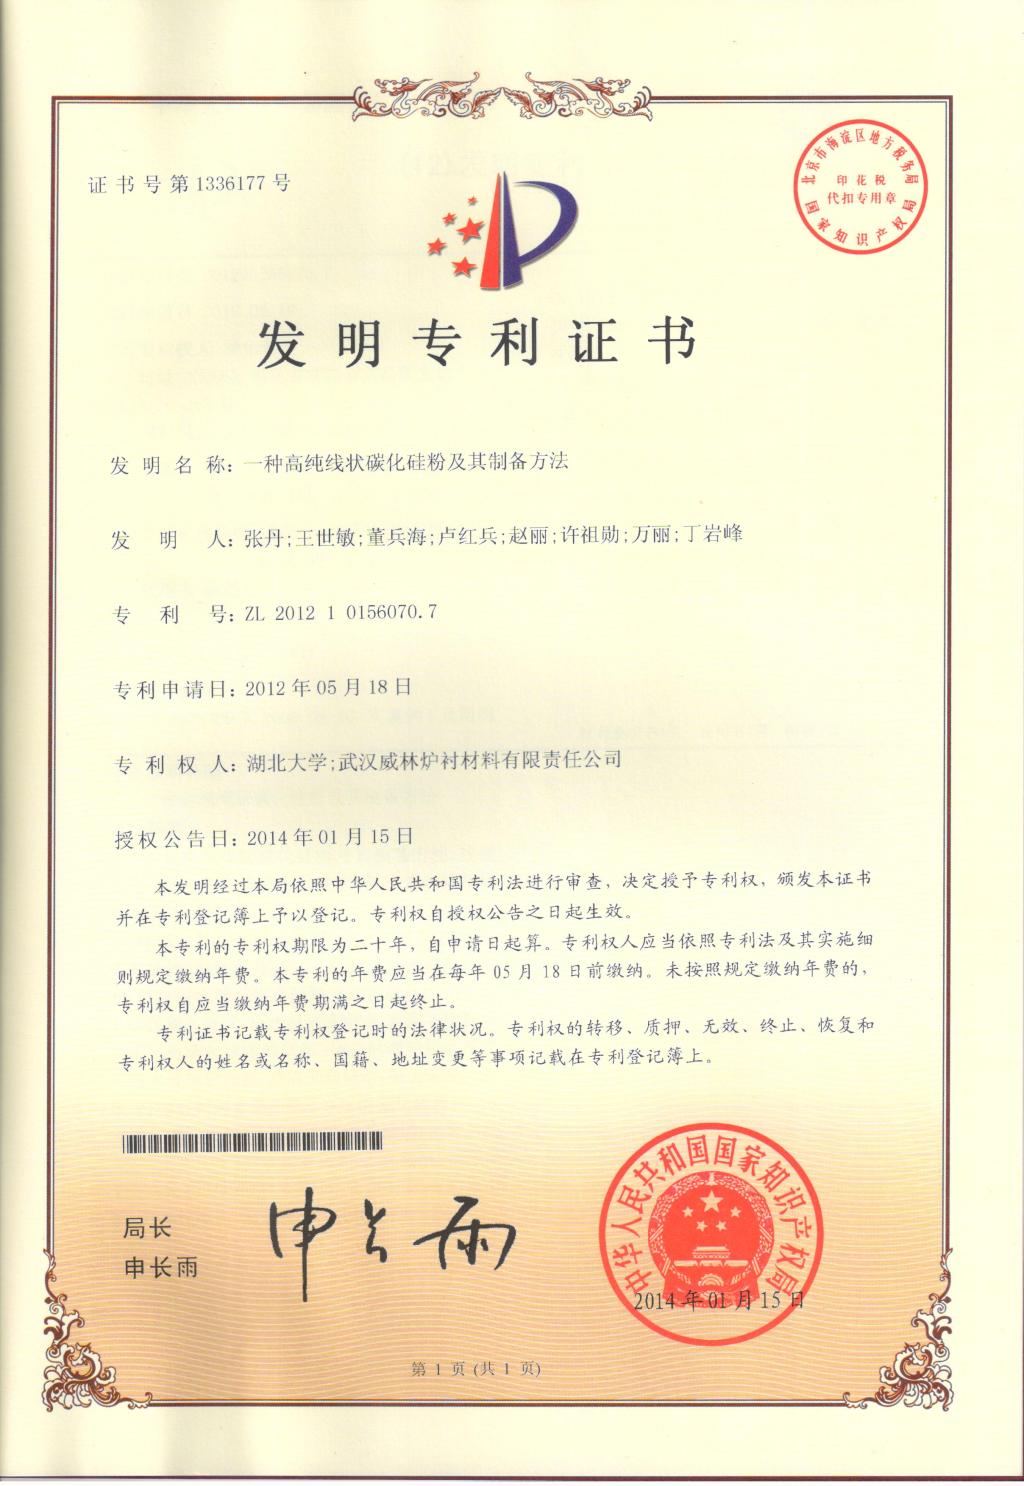 证书号第1336177号
北京市海淀区地方税务局
印花税
代扣专用章
国家知识产权局
发明专利证书
发明名称：一种高纯线状碳化硅粉及其制备方法
发明人：张丹;王世敏;董兵海;卢红兵;赵丽;许祖勋;万丽;丁岩峰
专利号：ZL 2012 1 0156070.7
专利申请日：2012年05月18日
专利权人：湖北大学;武汉威林炉衬材料有限责任公司
授权公告日：2014年01月15日
本发明经过本局依照中华人民共和国专利法进行审查，决定授予专利权，颁发本证书
并在专利登记簿上予以登记。专利权自授权公告之日起生效。
本专利的专利权期限为二十年，自申请日起算。专利权人应当依照专利法及其实施细
则规定缴纳年费。本专利的年费应当在每年05月18日前缴纳。未按照规定缴纳年费的，
专利权自应当缴纳年费期满之日起终止。
专利证书记载专利权登记时的法律状况。专利权的转移、质押、无效、终止、恢复和
专利权人的姓名或名称、国籍、地址变更等事项记载在专利登记簿上。
局长
申长雨
申长雨
中华人民共和国国家知识产权局
2014年01月15日
第1页(共1页)